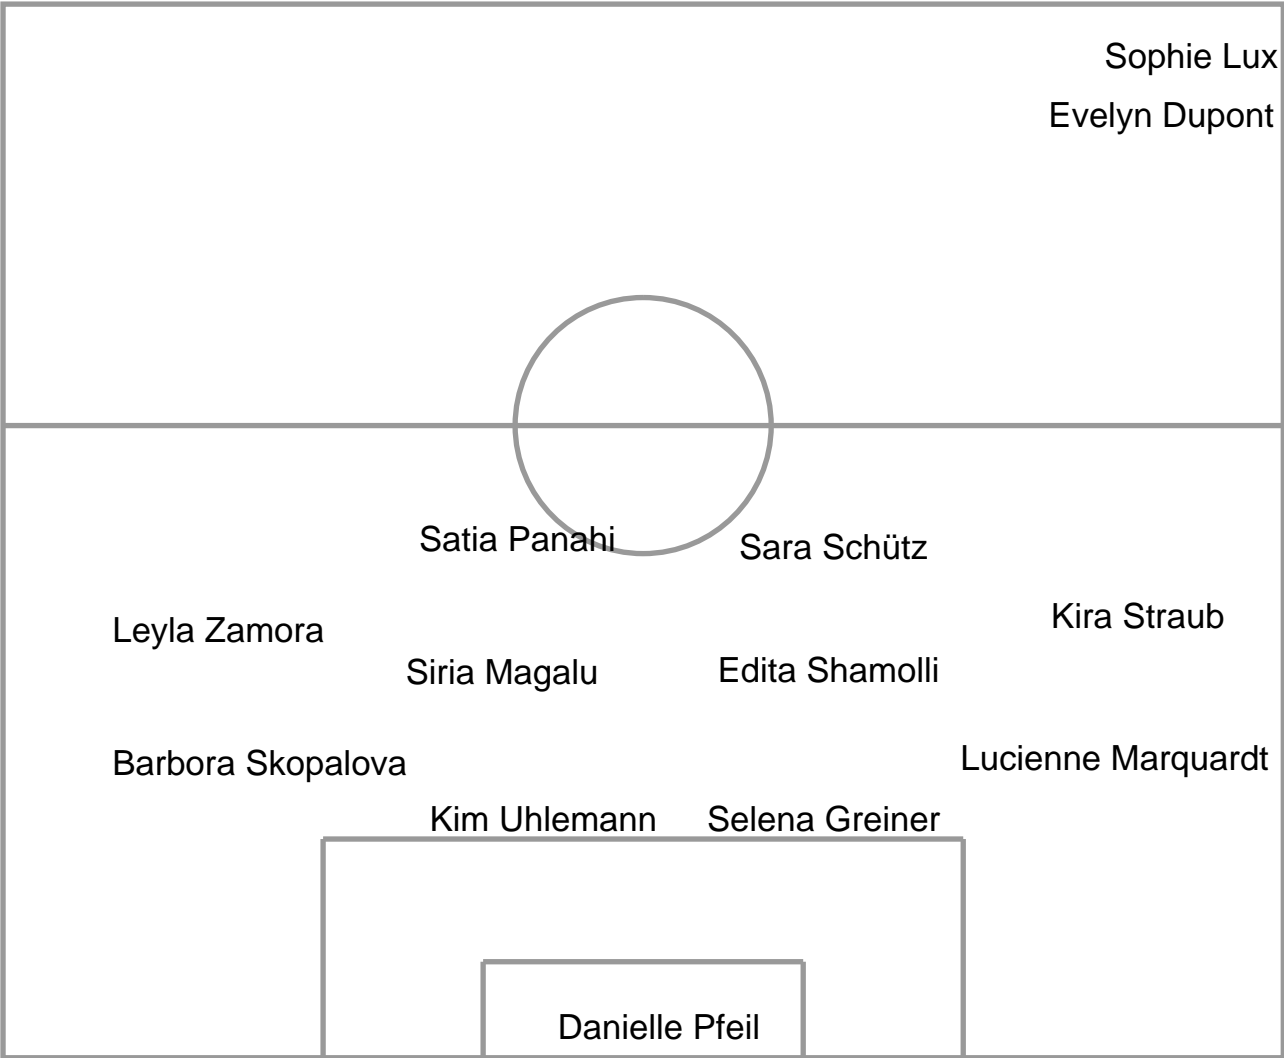 Sophie Lux
Evelyn Dupont
Satia Panahi
Sara Schütz
Kira Straub
Leyla Zamora
Siria Magalu
Edita Shamolli
Barbora Skopalova
Lucienne Marquardt
Kim Uhlemann
Selena Greiner
Danielle Pfeil